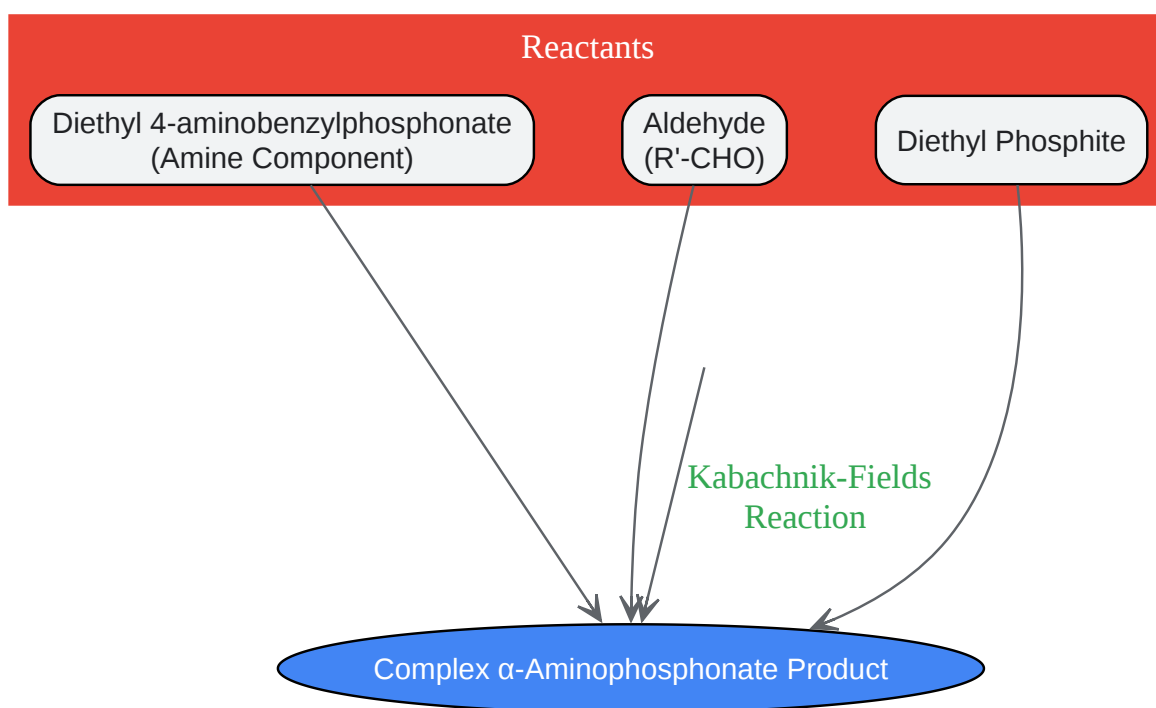 Reactants
Diethyl 4-aminobenzylphosphonate
(Amine Component)
Aldehyde
(R'-CHO)
Diethyl Phosphite
Kabachnik-Fields
Reaction
Complex α-Aminophosphonate Product